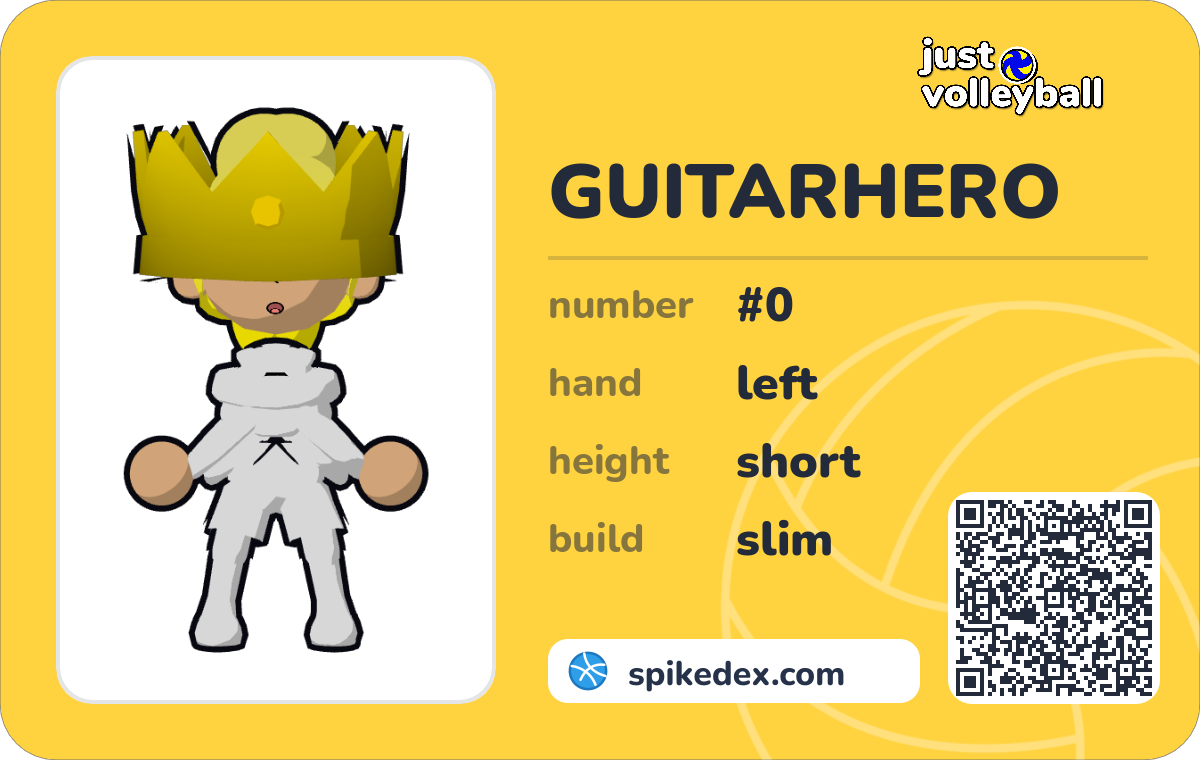 just
volleyball
GUITARHERO
number #0
hand left
height short
build slim
spikedex.com